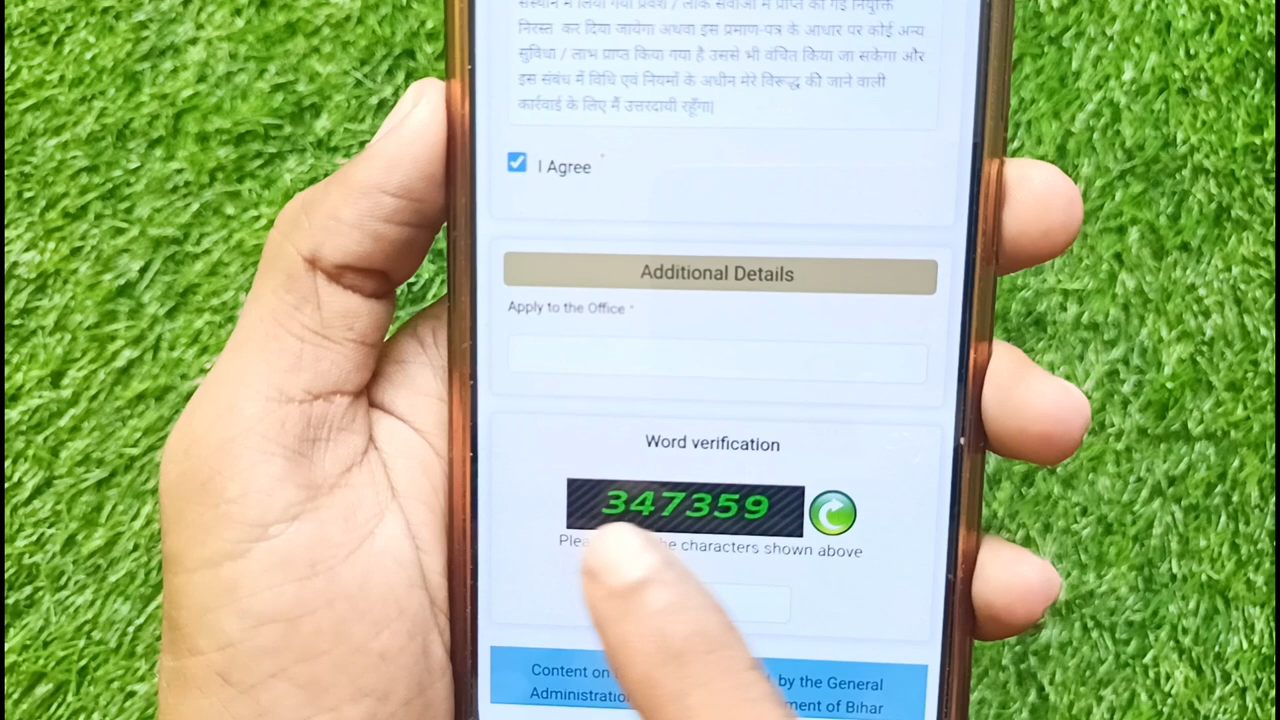 संस्थान में लिया गया प्रवेश / लोक सेवाओं में प्राप्त की गई नियुक्ति
निरस्त कर दिया जायेगा अथवा इस प्रमाण-पत्र के आधार पर कोई अन्य
सुविधा / लाभ प्राप्त किया गया है उससे भी वंचित किया जा सकेगा और
इस संबंध में विधि एवं नियमों के अधीन मेरे विरूद्ध की जाने वाली
कार्रवाई के लिए मैं उत्तरदायी रहूँगा|
I Agree *
Additional Details
Apply to the Office *
Word verification
347359
characters shown above
Content on by the General
Administration of Bihar